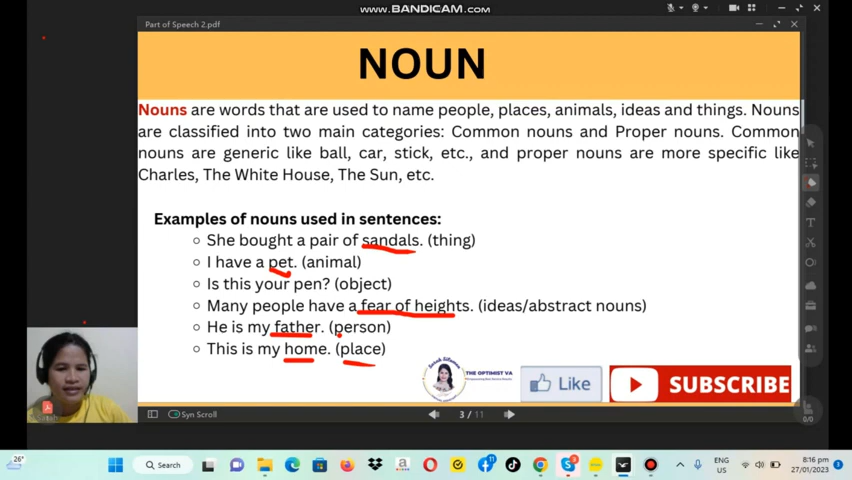 WWW.BANDICAM.COM
Part of Speech 2.pdf
NOUN
Nouns are words that are used to name people, places, animals, ideas and things. Nouns
are classified into two main categories: Common nouns and Proper nouns. Common
nouns are generic like ball, car, stick, etc., and proper nouns are more specific like
Charles, The White House, The Sun, etc.
Examples of nouns used in sentences:
She bought a pair of sandals. (thing)
I have a pet. (animal)
Is this your pen? (object)
Many people have a fear of heights. (ideas/abstract nouns)
He is my father. (person)
This is my home. (place)
THE OPTIMIST VA
Like
SUBSCRIBE
Syn Scroll
3 / 11
0/0
26°
Search
11
ENG
US
8:16 pm
27/01/2023